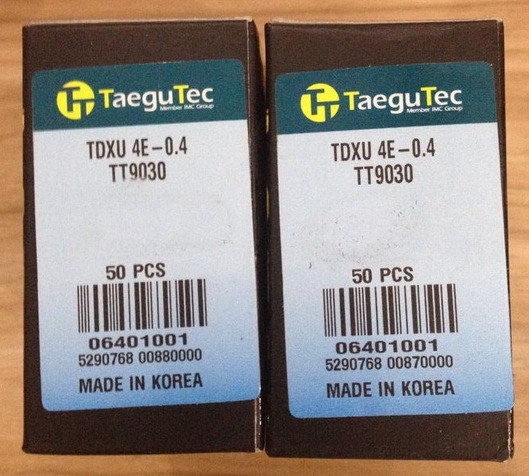 TaeguTec
Member IMC Group
TDXU 4E-0.4
TT9030
50 PCS
06401001
5290768 00880000
MADE IN KOREA
TaeguTec
Member IMC Group
TDXU 4E-0.4
TT9030
50 PCS
06401001
5290768 00870000
MADE IN KOREA